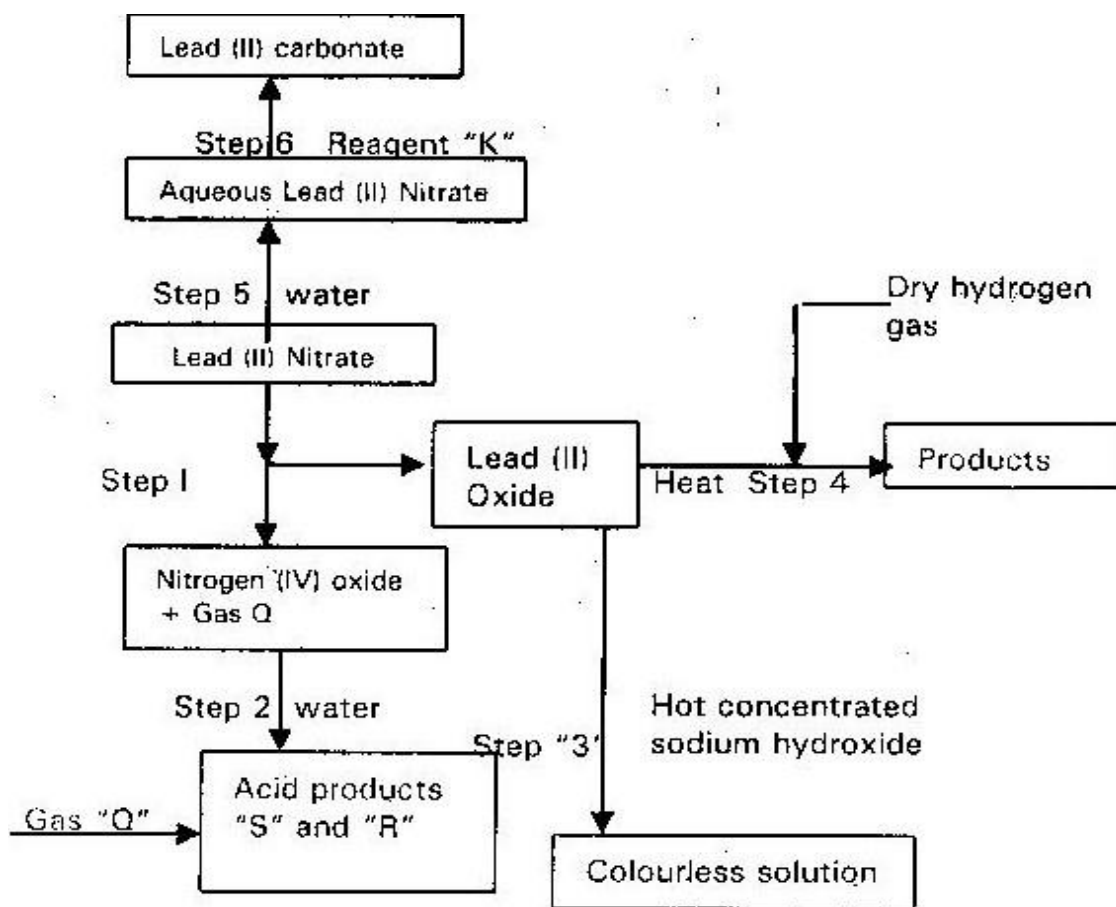 Lead (II) carbonate
Step 6 Reagent "K"
Aqueous Lead (II) Nitrate
Step 5 water
Lead (II) Nitrate
Dry hydrogen
gas
Step I
Lead (II)
Oxide
Heat Step 4
Products
Nitrogen (IV) oxide
+ Gas Q
Step 2 water
Step "3"
Hot concentrated
sodium hydroxide
Acid products
"S" and "R"
Gas "Q"
Colourless solution